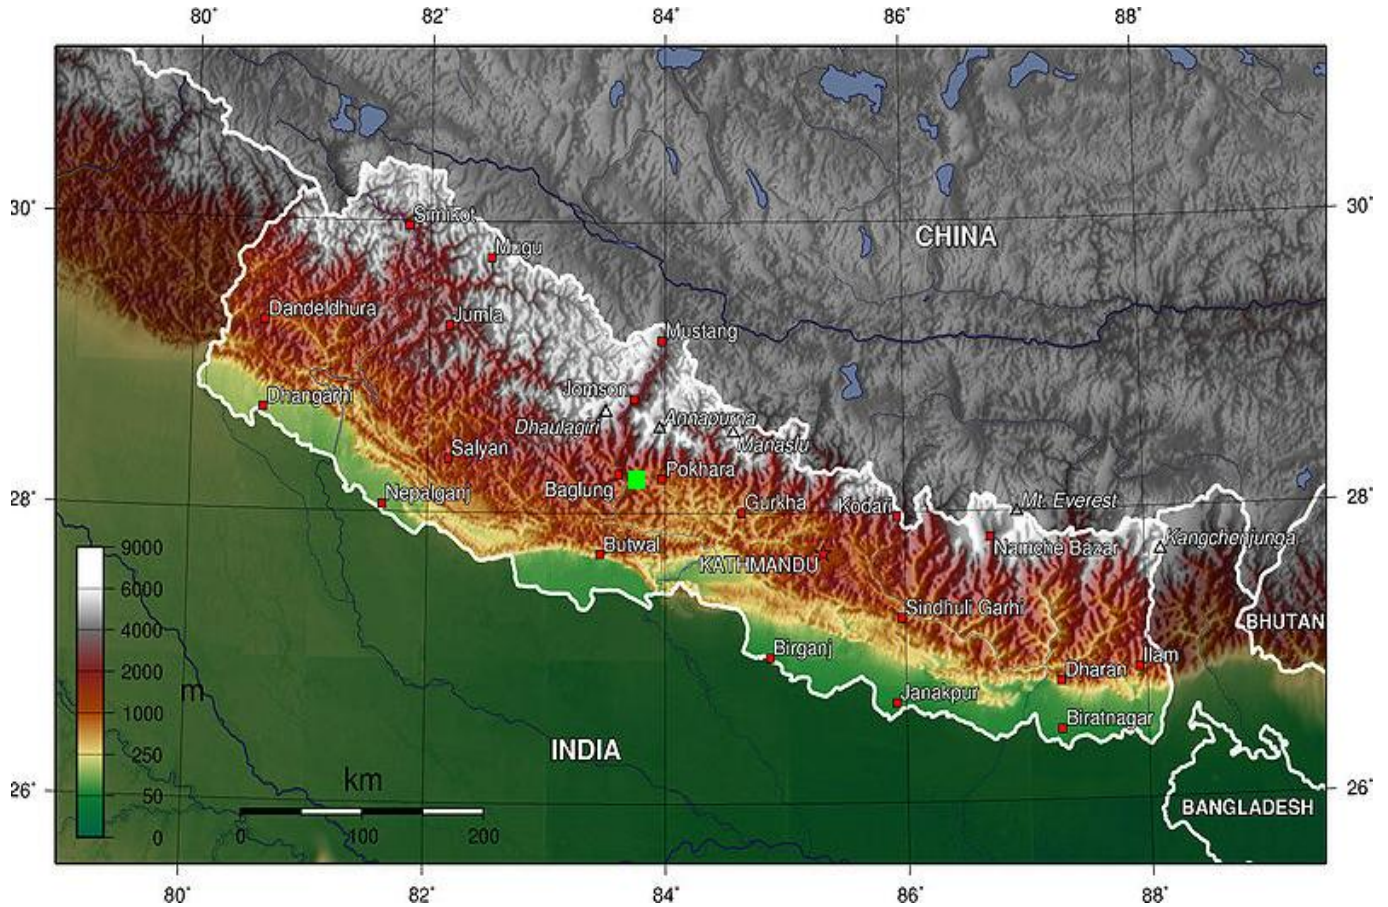 80° 82° 84° 86° 88°
30° 30°
CHINA
Simikot
Mugu
Dandeldhura
Jumla
Mustang
Jomson
Dhangarhi
Annapurna
Dhaulagiri
Manaslu
Salyan
Pokhara
Baglung
Nepalganj
Gurkha
Kodari
Mt. Everest
28° 28°
Butwal
Namche Bazar
Kangchenjunga
KATHMANDU
9000
6000
4000
2000
1000
250
50
0
m
Sindhuli Garhi
BHUTAN
Birganj
Dharan
Ilam
Janakpur
Biratnagar
INDIA
km
0 100 200
26° 26°
BANGLADESH
80° 82° 84° 86° 88°